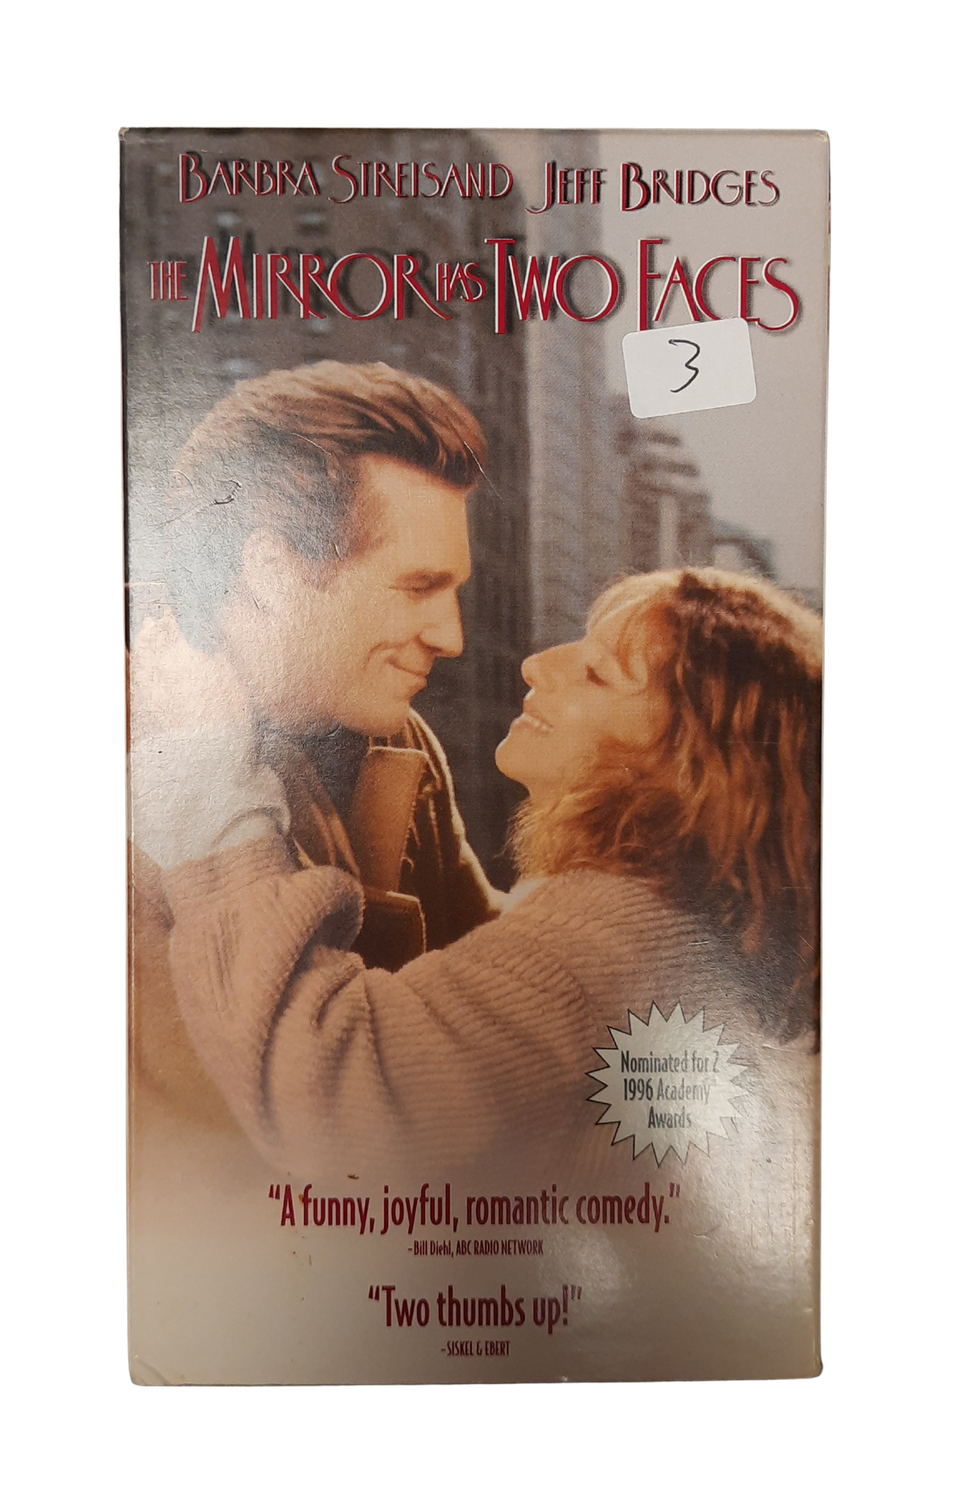 BARBRA STREISAND JEFF BRIDGES
THE MIRROR HAS TWO FACES
3
Nominated for 2
1996 Academy
Awards
“A funny, joyful, romantic comedy.”
-Bill Diehl, ABC RADIO NETWORK
“Two thumbs up!”
-SISKEL & EBERT